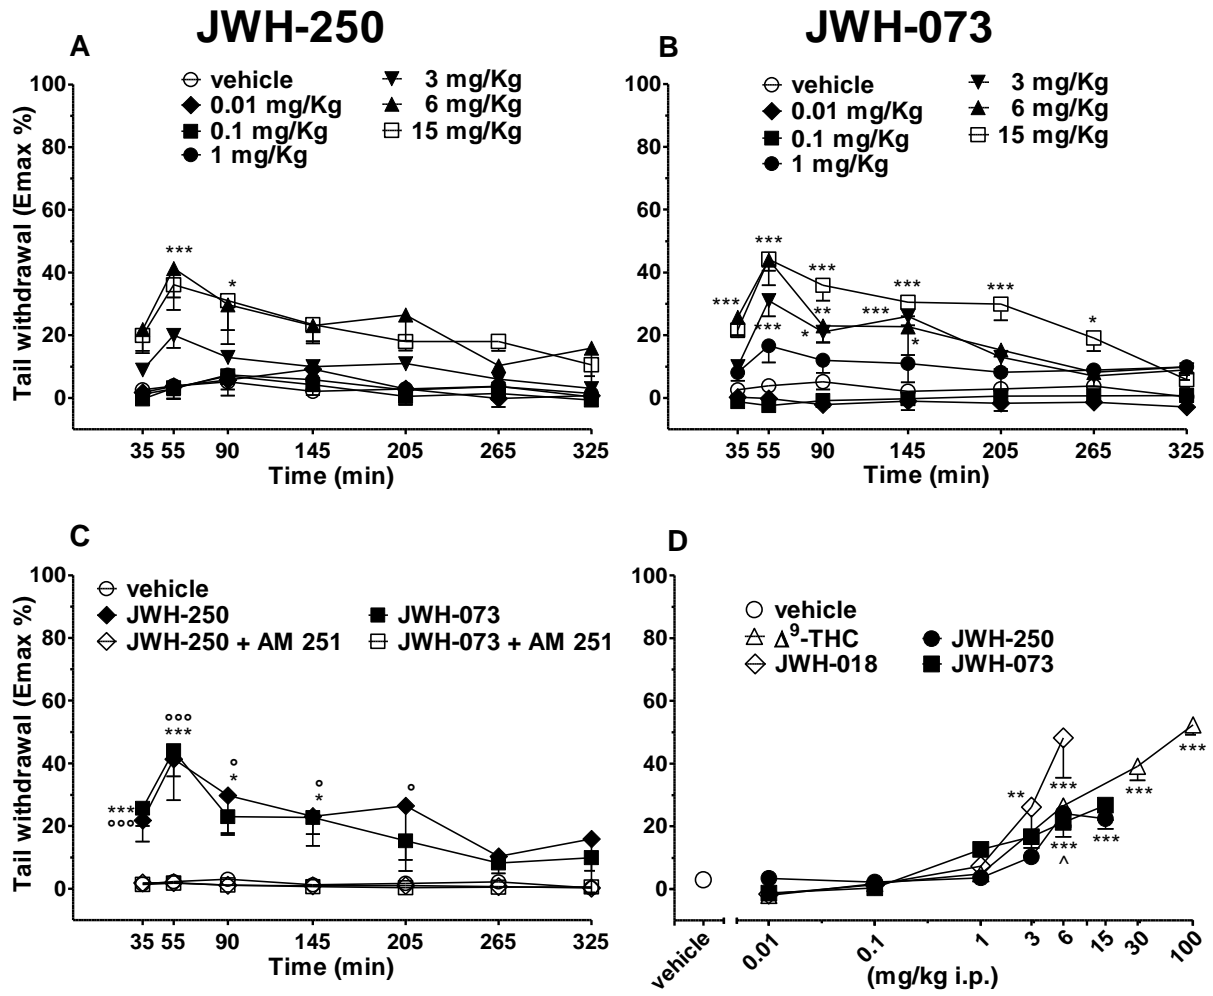 JWH-250
JWH-073
A
B
vehicle
0.01 mg/Kg
0.1 mg/Kg
1 mg/Kg
3 mg/Kg
6 mg/Kg
15 mg/Kg
vehicle
0.01 mg/Kg
0.1 mg/Kg
1 mg/Kg
3 mg/Kg
6 mg/Kg
15 mg/Kg
Tail withdrawal (Emax %)
100
80
60
40
20
0
*** *
35 55 90 145 205 265 325
Time (min)
Tail withdrawal (Emax %)
100
80
60
40
20
0
***
*** *** ***
*** ** *** *
*** * *
35 55 90 145 205 265 325
Time (min)
C
D
vehicle
JWH-250
JWH-250 + AM 251
JWH-073
JWH-073 + AM 251
Tail withdrawal (Emax %)
100
80
60
40
20
0
°°°
***
° ° °
* *
***
°°°
35 55 90 145 205 265 325
Time (min)
vehicle
Δ⁹-THC
JWH-018
JWH-250
JWH-073
100
80
60
40
20
0
** *** *** ***
*** ***
^
vehicle 0.01 0.1 1 3 6 15 30 100
(mg/kg i.p.)